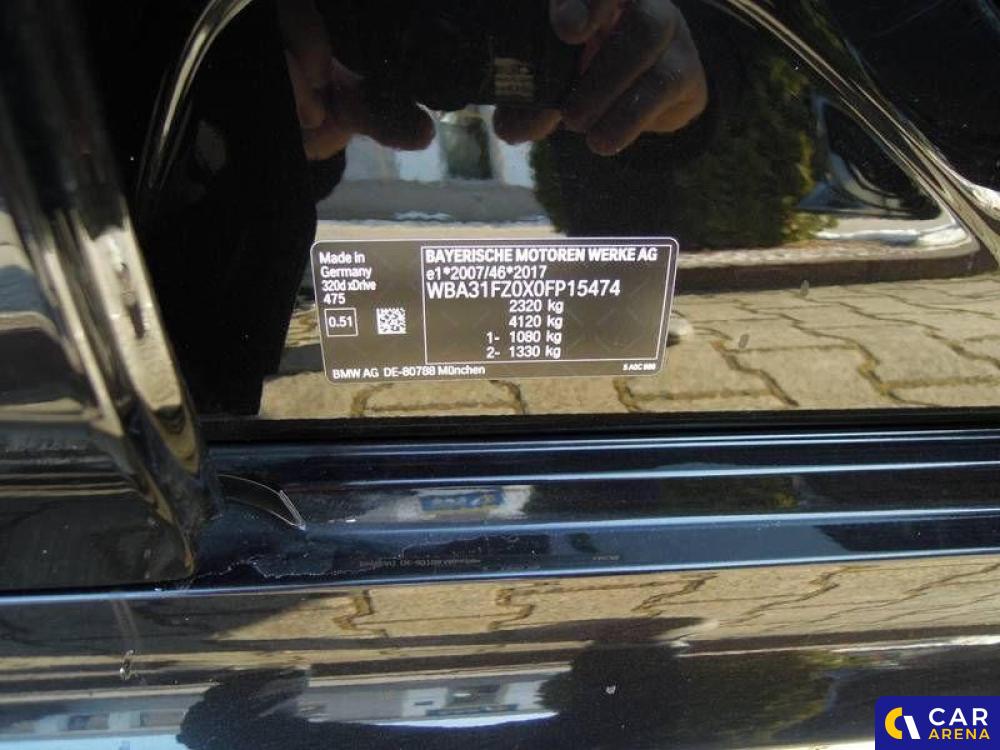 Made in
Germany
320d xDrive
475
0.51
BAYERISCHE MOTOREN WERKE AG
e1*2007/46*2017
WBA31FZ0X0FP15474
2320 kg
4120 kg
1- 1080 kg
2- 1330 kg
BMW AG DE-80788 München
CAR
ARENA